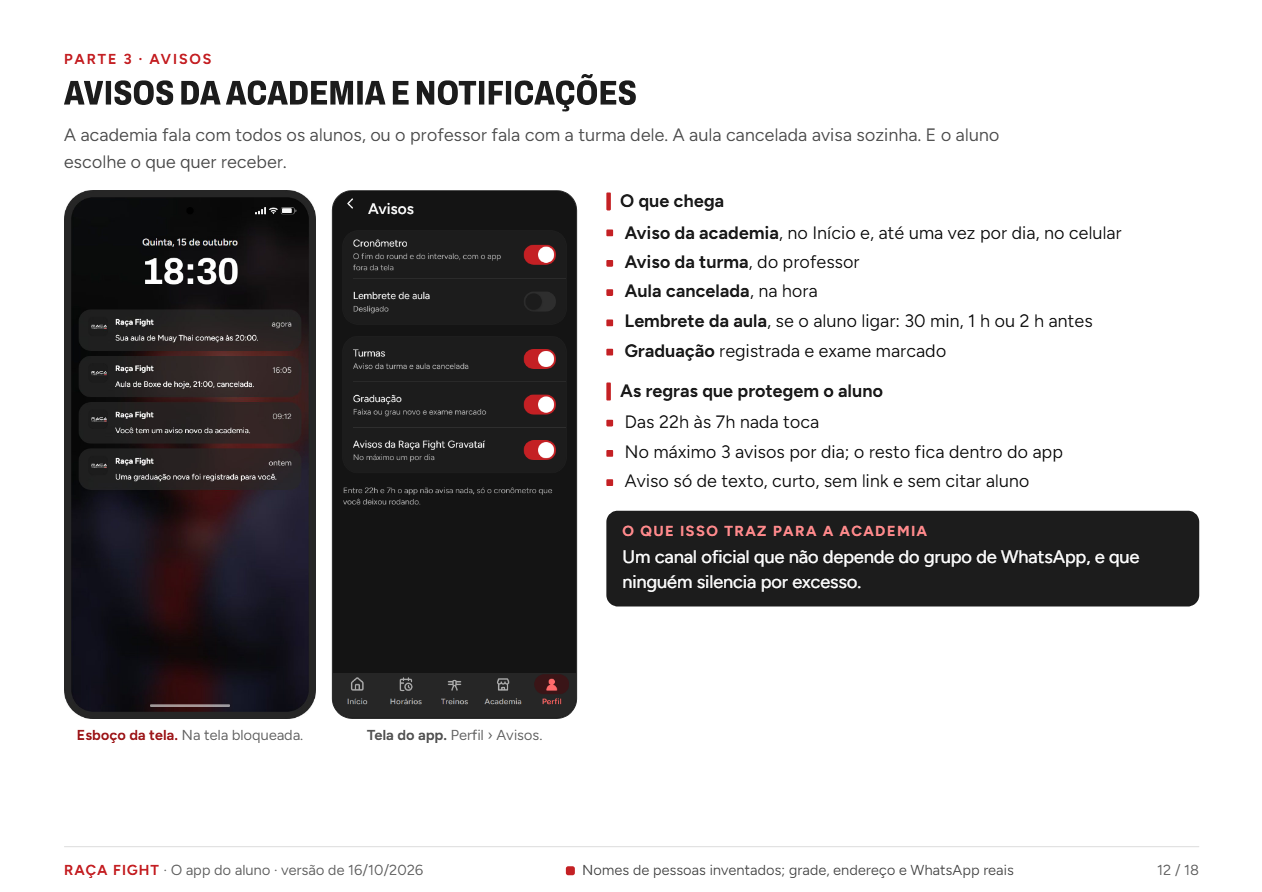 PARTE 3 · AVISOS
AVISOS DA ACADEMIA E NOTIFICAÇÕES
A academia fala com todos os alunos, ou o professor fala com a turma dele. A aula cancelada avisa sozinha. E o aluno
escolhe o que quer receber.
Quinta, 15 de outubro
18:30
Raça Fight
agora
Sua aula de Muay Thai começa às 20:00.
Raça Fight
16:05
Aula de Boxe de hoje, 21:00, cancelada.
Raça Fight
09:12
Você tem um aviso novo da academia.
Raça Fight
ontem
Uma graduação nova foi registrada para você.
Esboço da tela. Na tela bloqueada.
Avisos
Cronômetro
O fim do round e do intervalo, com o app
fora da tela
Lembrete de aula
Desligado
Turmas
Aviso da turma e aula cancelada
Graduação
Faixa ou grau novo e exame marcado
Avisos da Raça Fight Gravataí
No máximo um por dia
Entre 22h e 7h o app não avisa nada, só o cronômetro que
você deixou rodando.
Início
Horários
Treinos
Academia
Perfil
Tela do app. Perfil › Avisos.
O que chega
Aviso da academia, no Início e, até uma vez por dia, no celular
Aviso da turma, do professor
Aula cancelada, na hora
Lembrete da aula, se o aluno ligar: 30 min, 1 h ou 2 h antes
Graduação registrada e exame marcado
As regras que protegem o aluno
Das 22h às 7h nada toca
No máximo 3 avisos por dia; o resto fica dentro do app
Aviso só de texto, curto, sem link e sem citar aluno
O QUE ISSO TRAZ PARA A ACADEMIA
Um canal oficial que não depende do grupo de WhatsApp, e que
ninguém silencia por excesso.
RAÇA FIGHT · O app do aluno · versão de 16/10/2026
Nomes de pessoas inventados; grade, endereço e WhatsApp reais
12 / 18